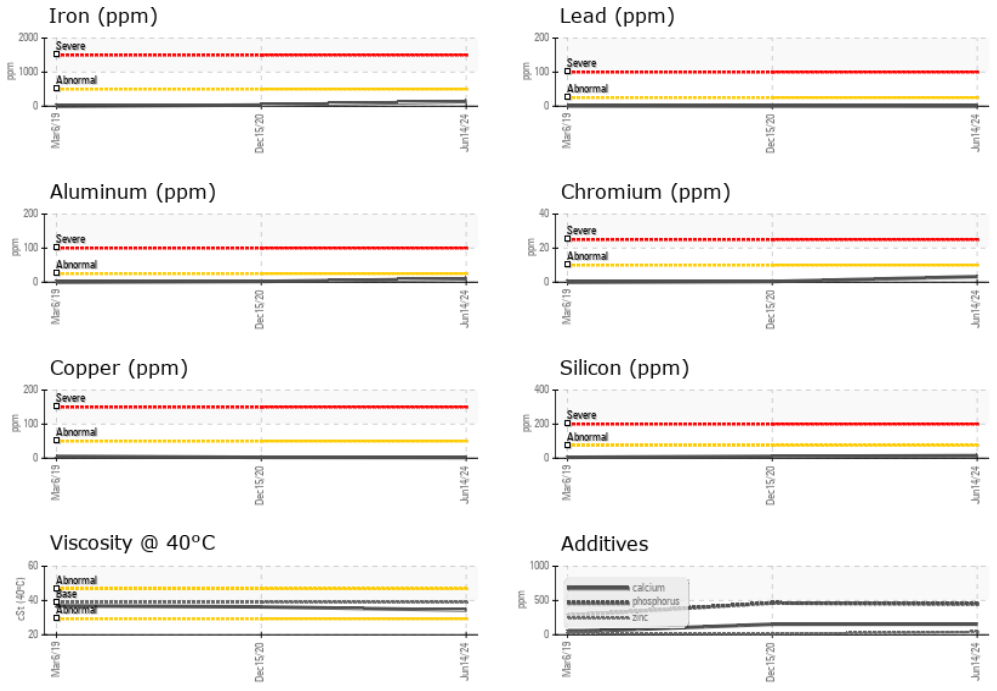 Iron (ppm)
2000
1000
0
ppm
Severe
Abnormal
Mar6/19
Dec15/20
Jun14/24
Lead (ppm)
200
100
0
ppm
Severe
Abnormal
Mar6/19
Dec15/20
Jun14/24
Aluminum (ppm)
200
100
0
ppm
Severe
Abnormal
Mar6/19
Dec15/20
Jun14/24
Chromium (ppm)
40
20
0
ppm
Severe
Abnormal
Mar6/19
Dec15/20
Jun14/24
Copper (ppm)
200
100
0
ppm
Severe
Abnormal
Mar6/19
Dec15/20
Jun14/24
Silicon (ppm)
400
200
0
ppm
Severe
Abnormal
Mar6/19
Dec15/20
Jun14/24
Viscosity @ 40°C
60
40
20
cSt (40°C)
Abnormal
Base
Abnormal
Mar6/19
Dec15/20
Jun14/24
Additives
1000
500
0
ppm
calcium
phosphorus
zinc
Mar6/19
Dec15/20
Jun14/24